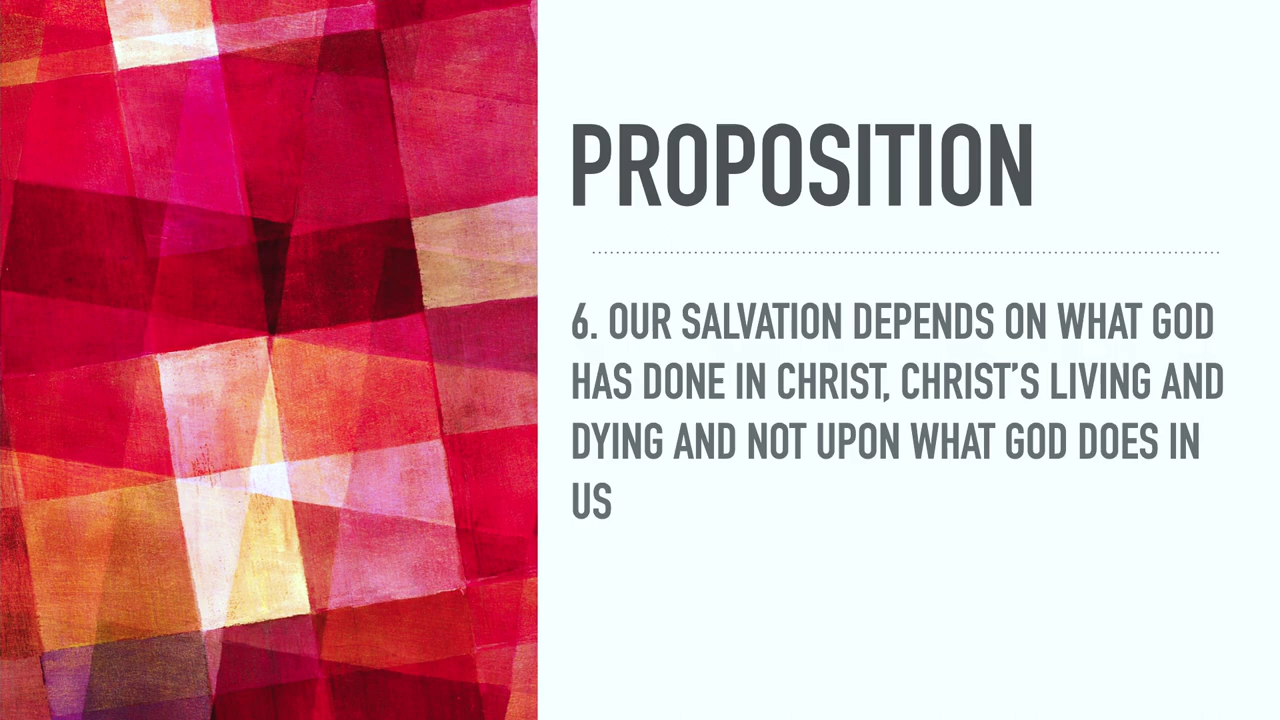 PROPOSITION
6. OUR SALVATION DEPENDS ON WHAT GOD
HAS DONE IN CHRIST, CHRIST’S LIVING AND
DYING AND NOT UPON WHAT GOD DOES IN
US